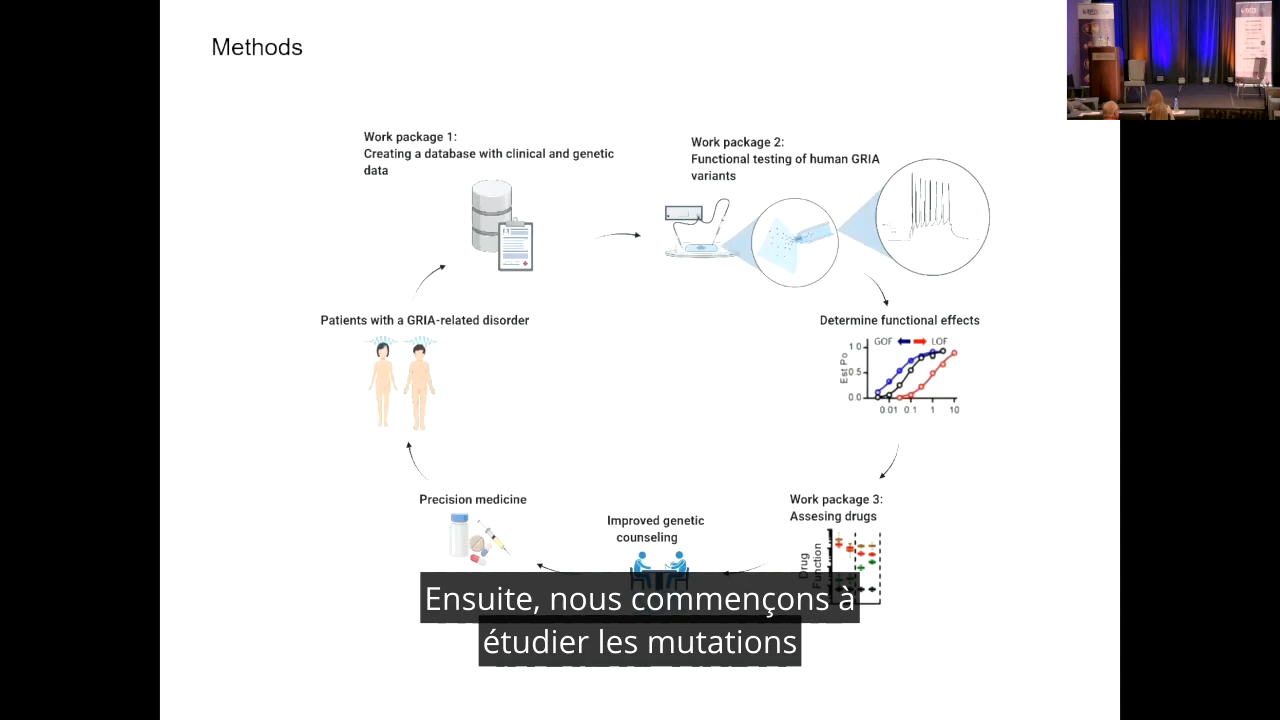 Methods
Work package 1:
Creating a database with clinical and genetic
data
Work package 2:
Functional testing of human GRIA
variants
Patients with a GRIA-related disorder
Determine functional effects
GOF
LOF
Est Po
1 0
0.5
0.0
0 01 0 1 1 10
Precision medicine
Improved genetic
counseling
Work package 3:
Assesing drugs
Drug
Function
Ensuite, nous commençons à
étudier les mutations